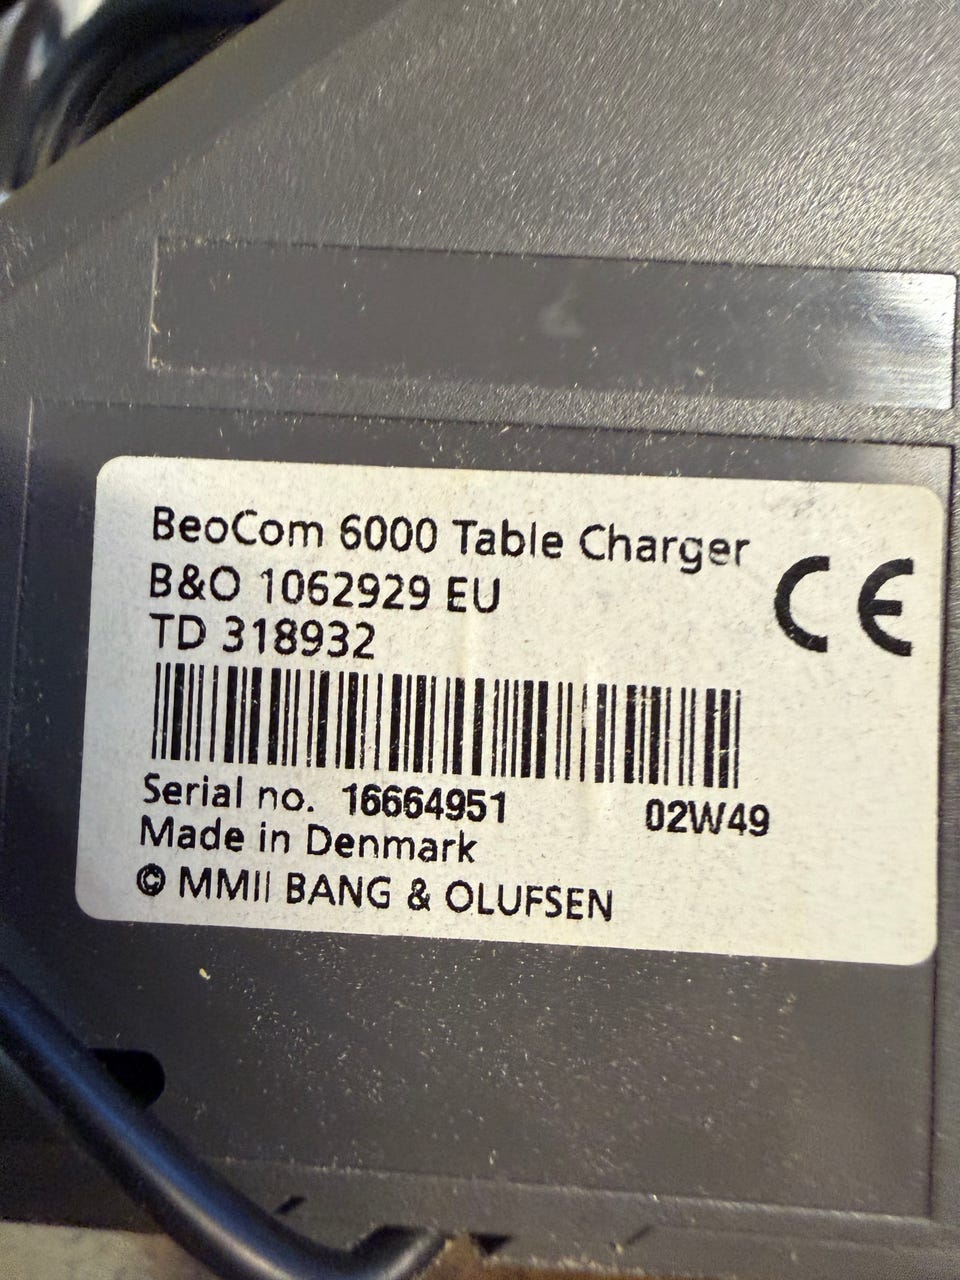 BeoCom 6000 Table Charger
B&O 1062929 EU
CE
TD 318932
Serial no. 16664951 02W49
Made in Denmark
© MMII BANG & OLUFSEN